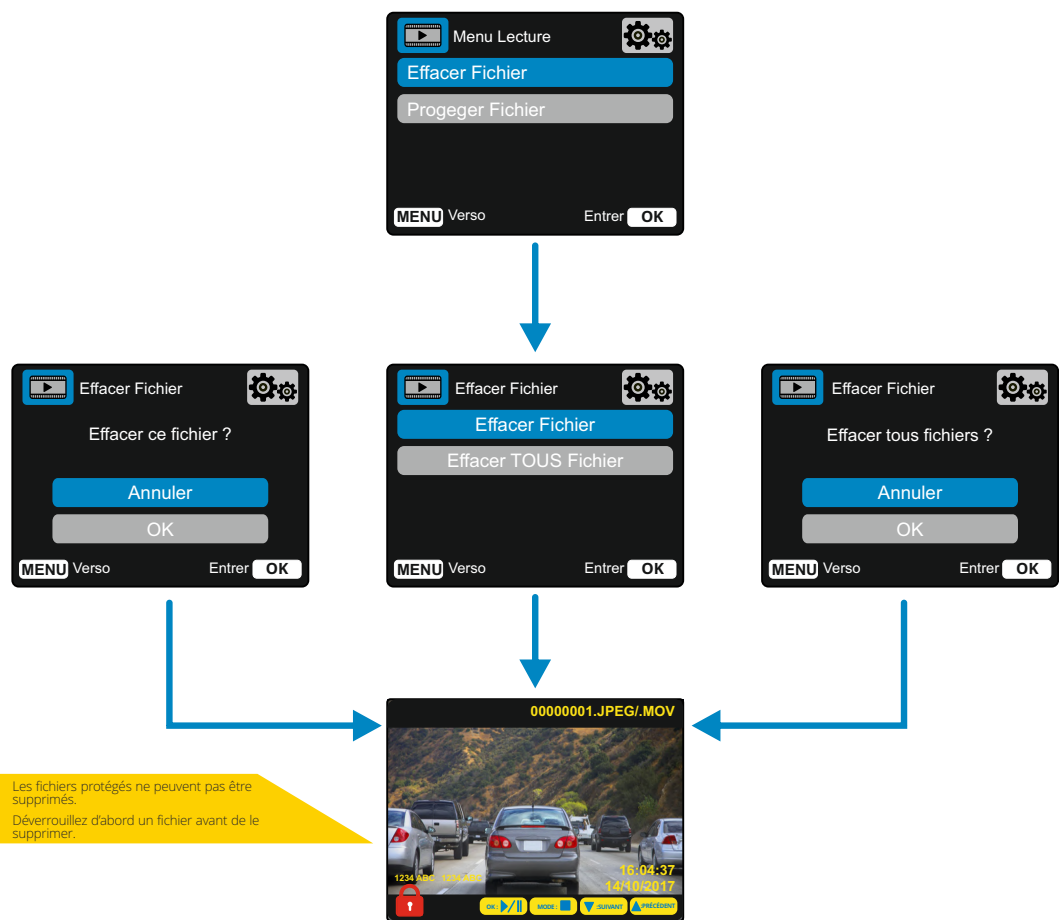 Menu Lecture
Effacer Fichier
Progeger Fichier
MENU Verso
Entrer OK
Effacer Fichier
Effacer ce fichier ?
Annuler
OK
MENU Verso
Entrer OK
Effacer Fichier
Effacer Fichier
Effacer TOUS Fichier
MENU Verso
Entrer OK
Effacer Fichier
Effacer tous fichiers ?
Annuler
OK
MENU Verso
Entrer OK
00000001.JPEG/.MOV
Les fichiers protégés ne peuvent pas être
supprimés.
Déverrouillez d'abord un fichier avant de
supprimer.
1234 ABC 1234 ABC
16:04:37
14/10/2017
OK :
MODE :
:SUIVANT
:PRÉCÉDENT